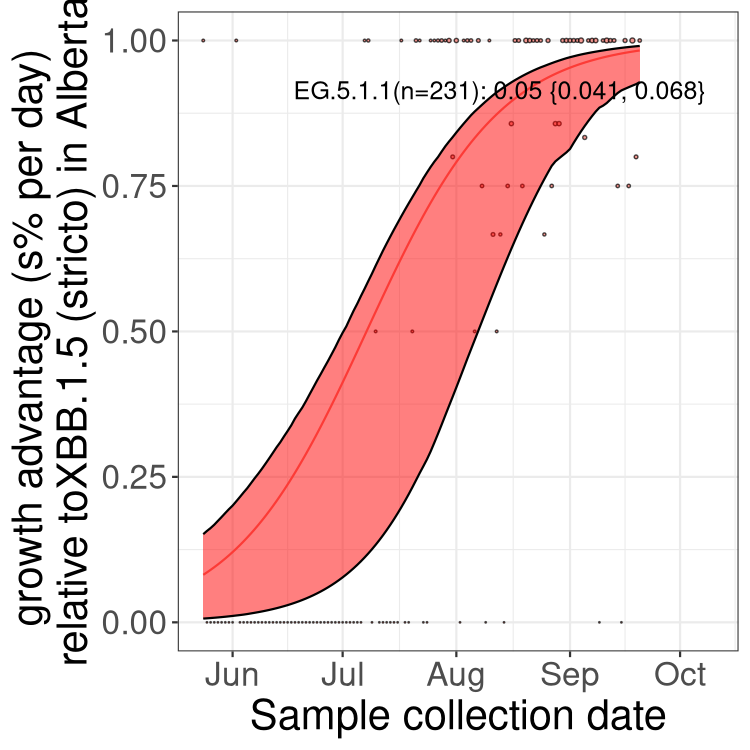 growth advantage (s% per day)
relative toXBB.1.5 (stricto) in Alberta
1.00
0.75
0.50
0.25
0.00
EG.5.1.1(n=231): 0.05 {0.041, 0.068}
Jun Jul Aug Sep Oct
Sample collection date